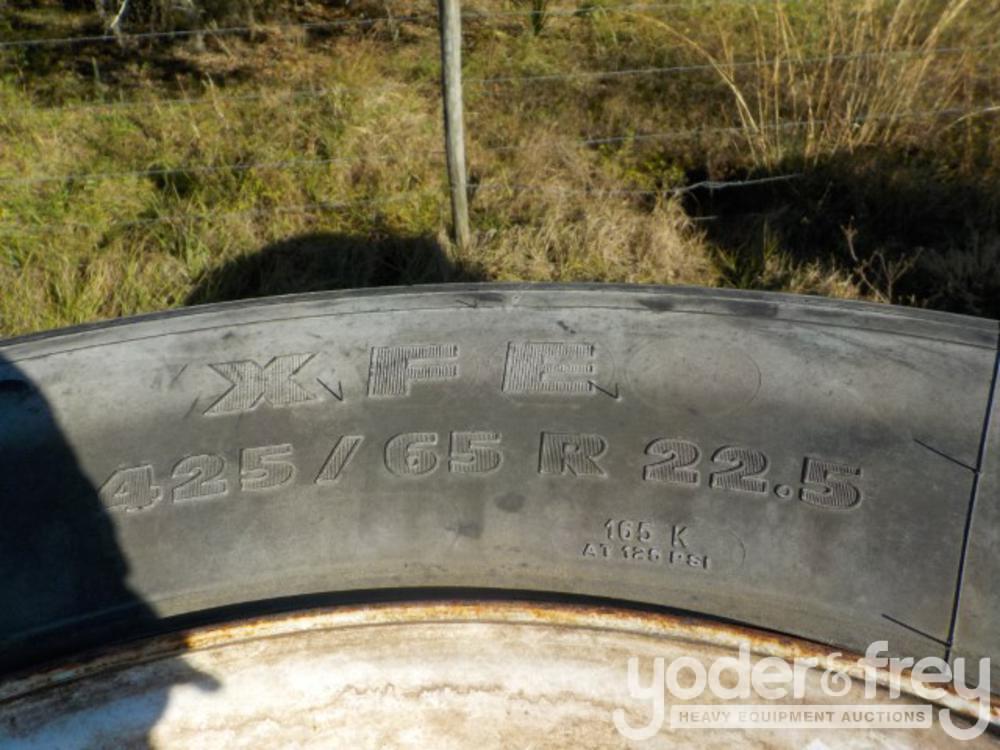 XFE
425/65 R 22.5
165 K
AT 125 PSI
yoder&frey
HEAVY EQUIPMENT AUCTIONS